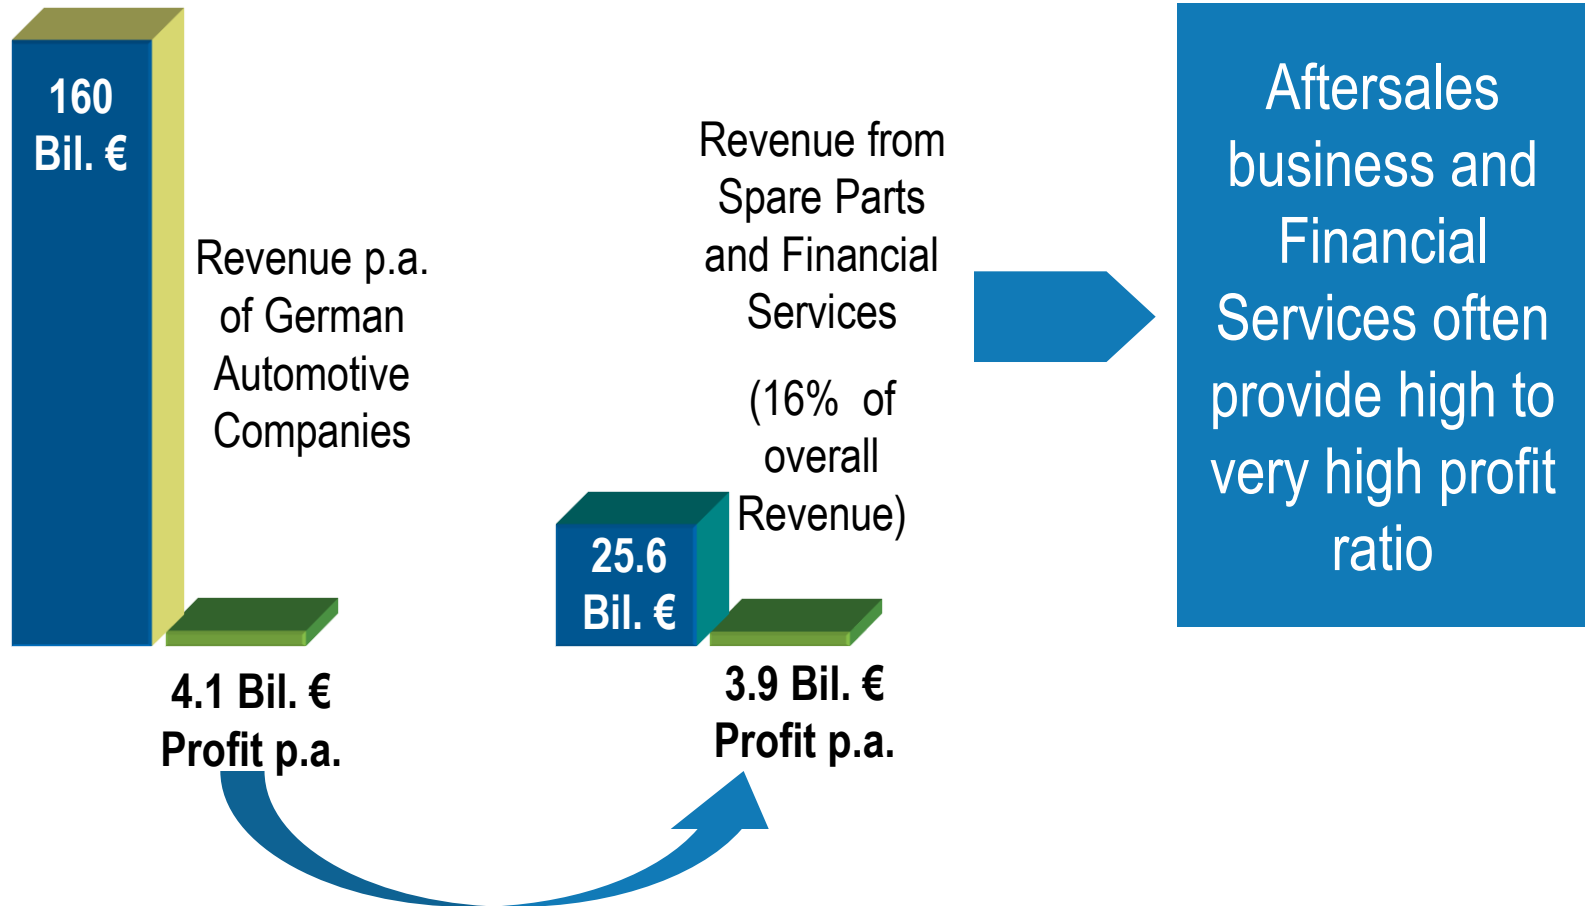 160
Bil. €
Revenue p.a.
of German
Automotive
Companies
4.1 Bil. €
Profit p.a.
Revenue from
Spare Parts
and Financial
Services
(16% of
overall
Revenue)
25.6
Bil. €
3.9 Bil. €
Profit p.a.
Aftersales
business and
Financial
Services often
provide high to
very high profit
ratio